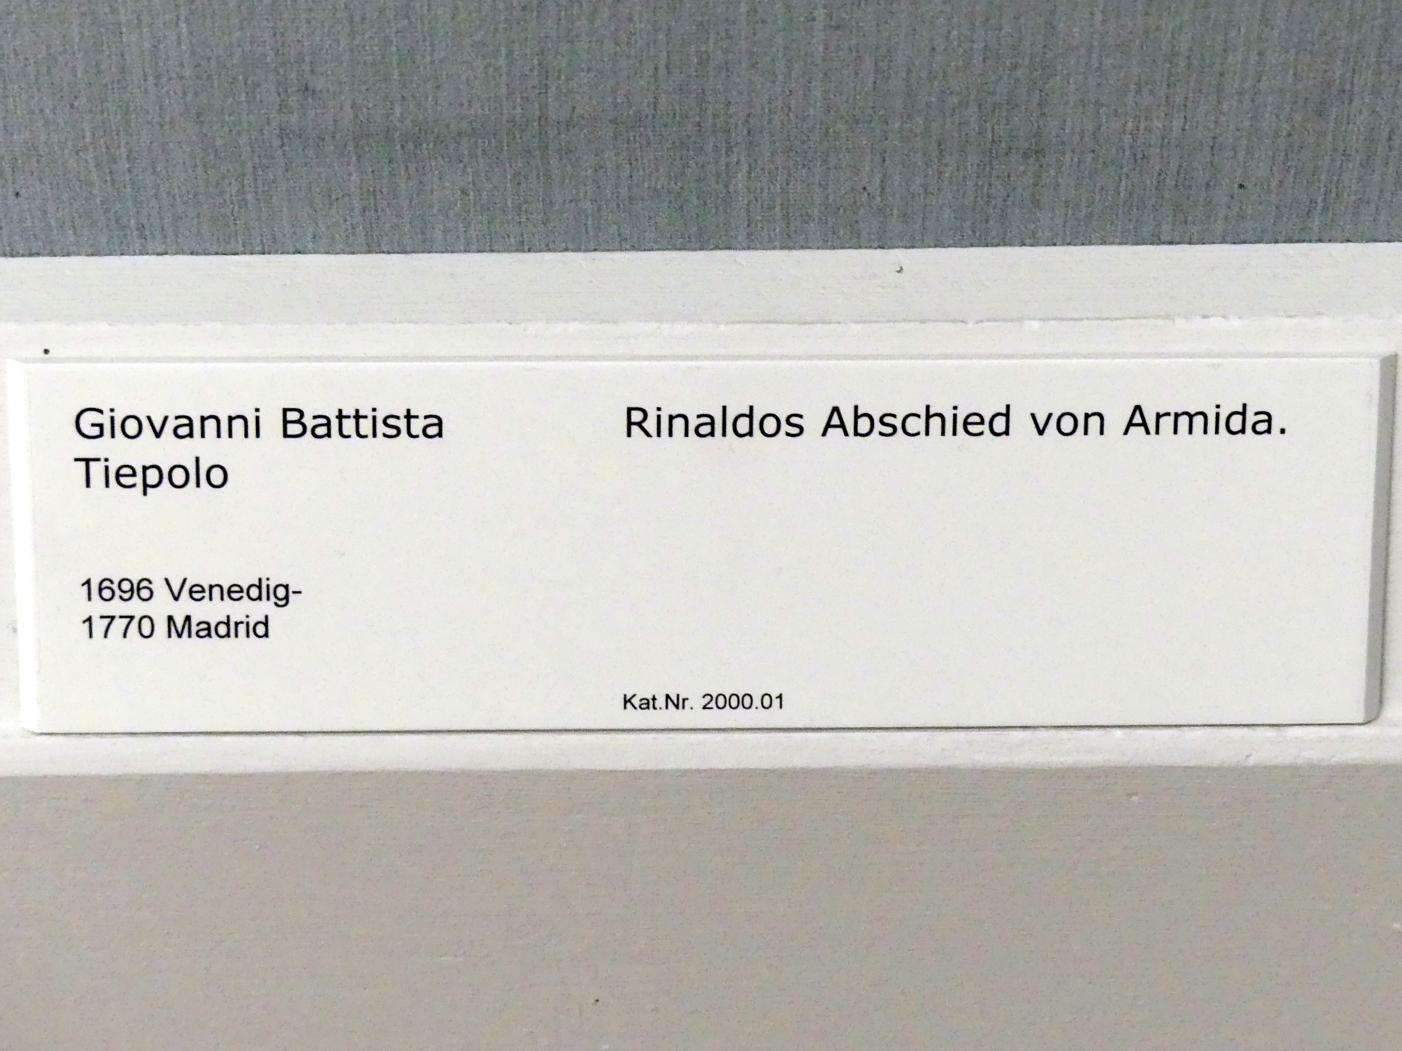 Giovanni Battista
Tiepolo
Rinaldos Abschied von Armida.
1696 Venedig-
1770 Madrid
Kat.Nr. 2000.01